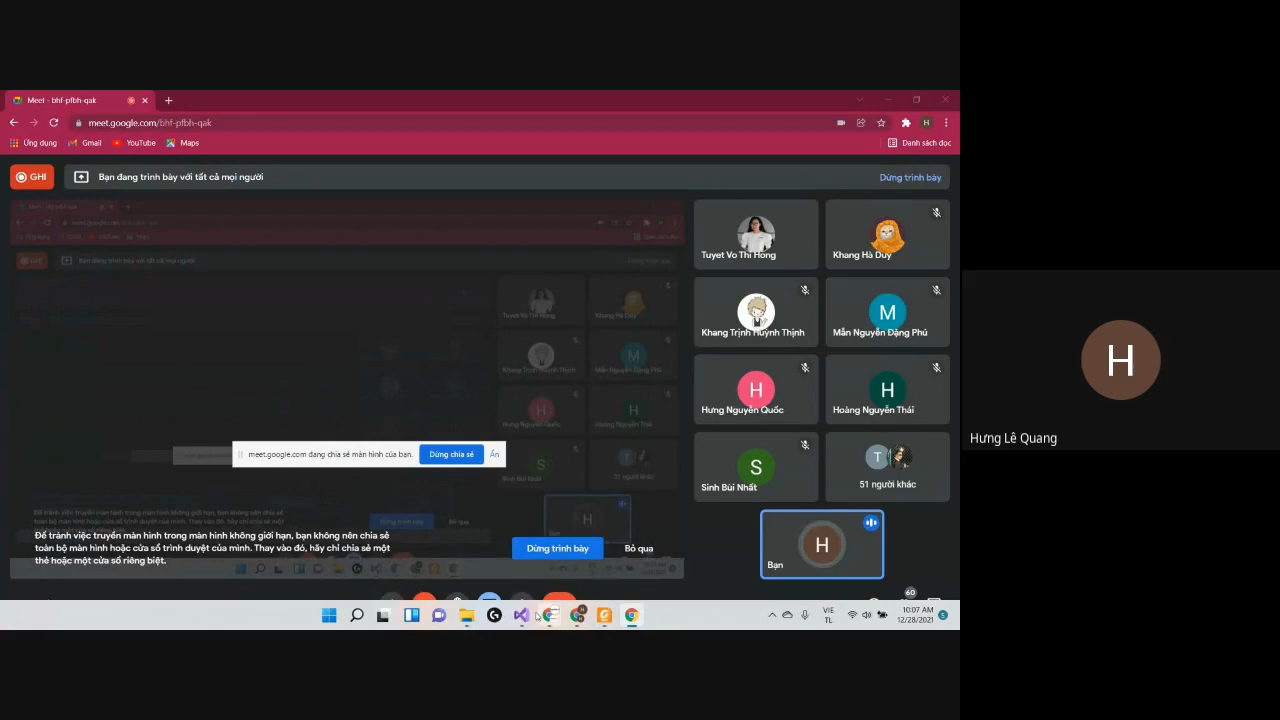 Meet - bhf-pfbh-qak
meet.google.com/bhf-pfbh-qak
H
Ứng dụng
Gmail
YouTube
Maps
Danh sách đọc
GHI
Bạn đang trình bày với tất cả mọi người
Dừng trình bày
Tuyet Vo Thi Hong
Khang Hà Duy
Khang Trịnh Huỳnh Thịnh
M
Mẫn Nguyễn Đặng Phú
H
Hưng Nguyễn Quốc
H
Hoàng Nguyễn Thái
S
Sinh Bùi Nhất
T
51 người khác
H
Bạn
meet.google.com đang chia sẻ màn hình của bạn.
Dừng chia sẻ
Ẩn
Để tránh việc truyền màn hình trong màn hình không giới hạn, bạn không nên chia sẻ
toàn bộ màn hình hoặc cửa sổ trình duyệt của mình. Thay vào đó, hãy chỉ chia sẻ một
thẻ hoặc một cửa sổ riêng biệt.
Dừng trình bày
Bỏ qua
60
VIE
TL
10:07 AM
12/28/2021
5
H
Hưng Lê Quang